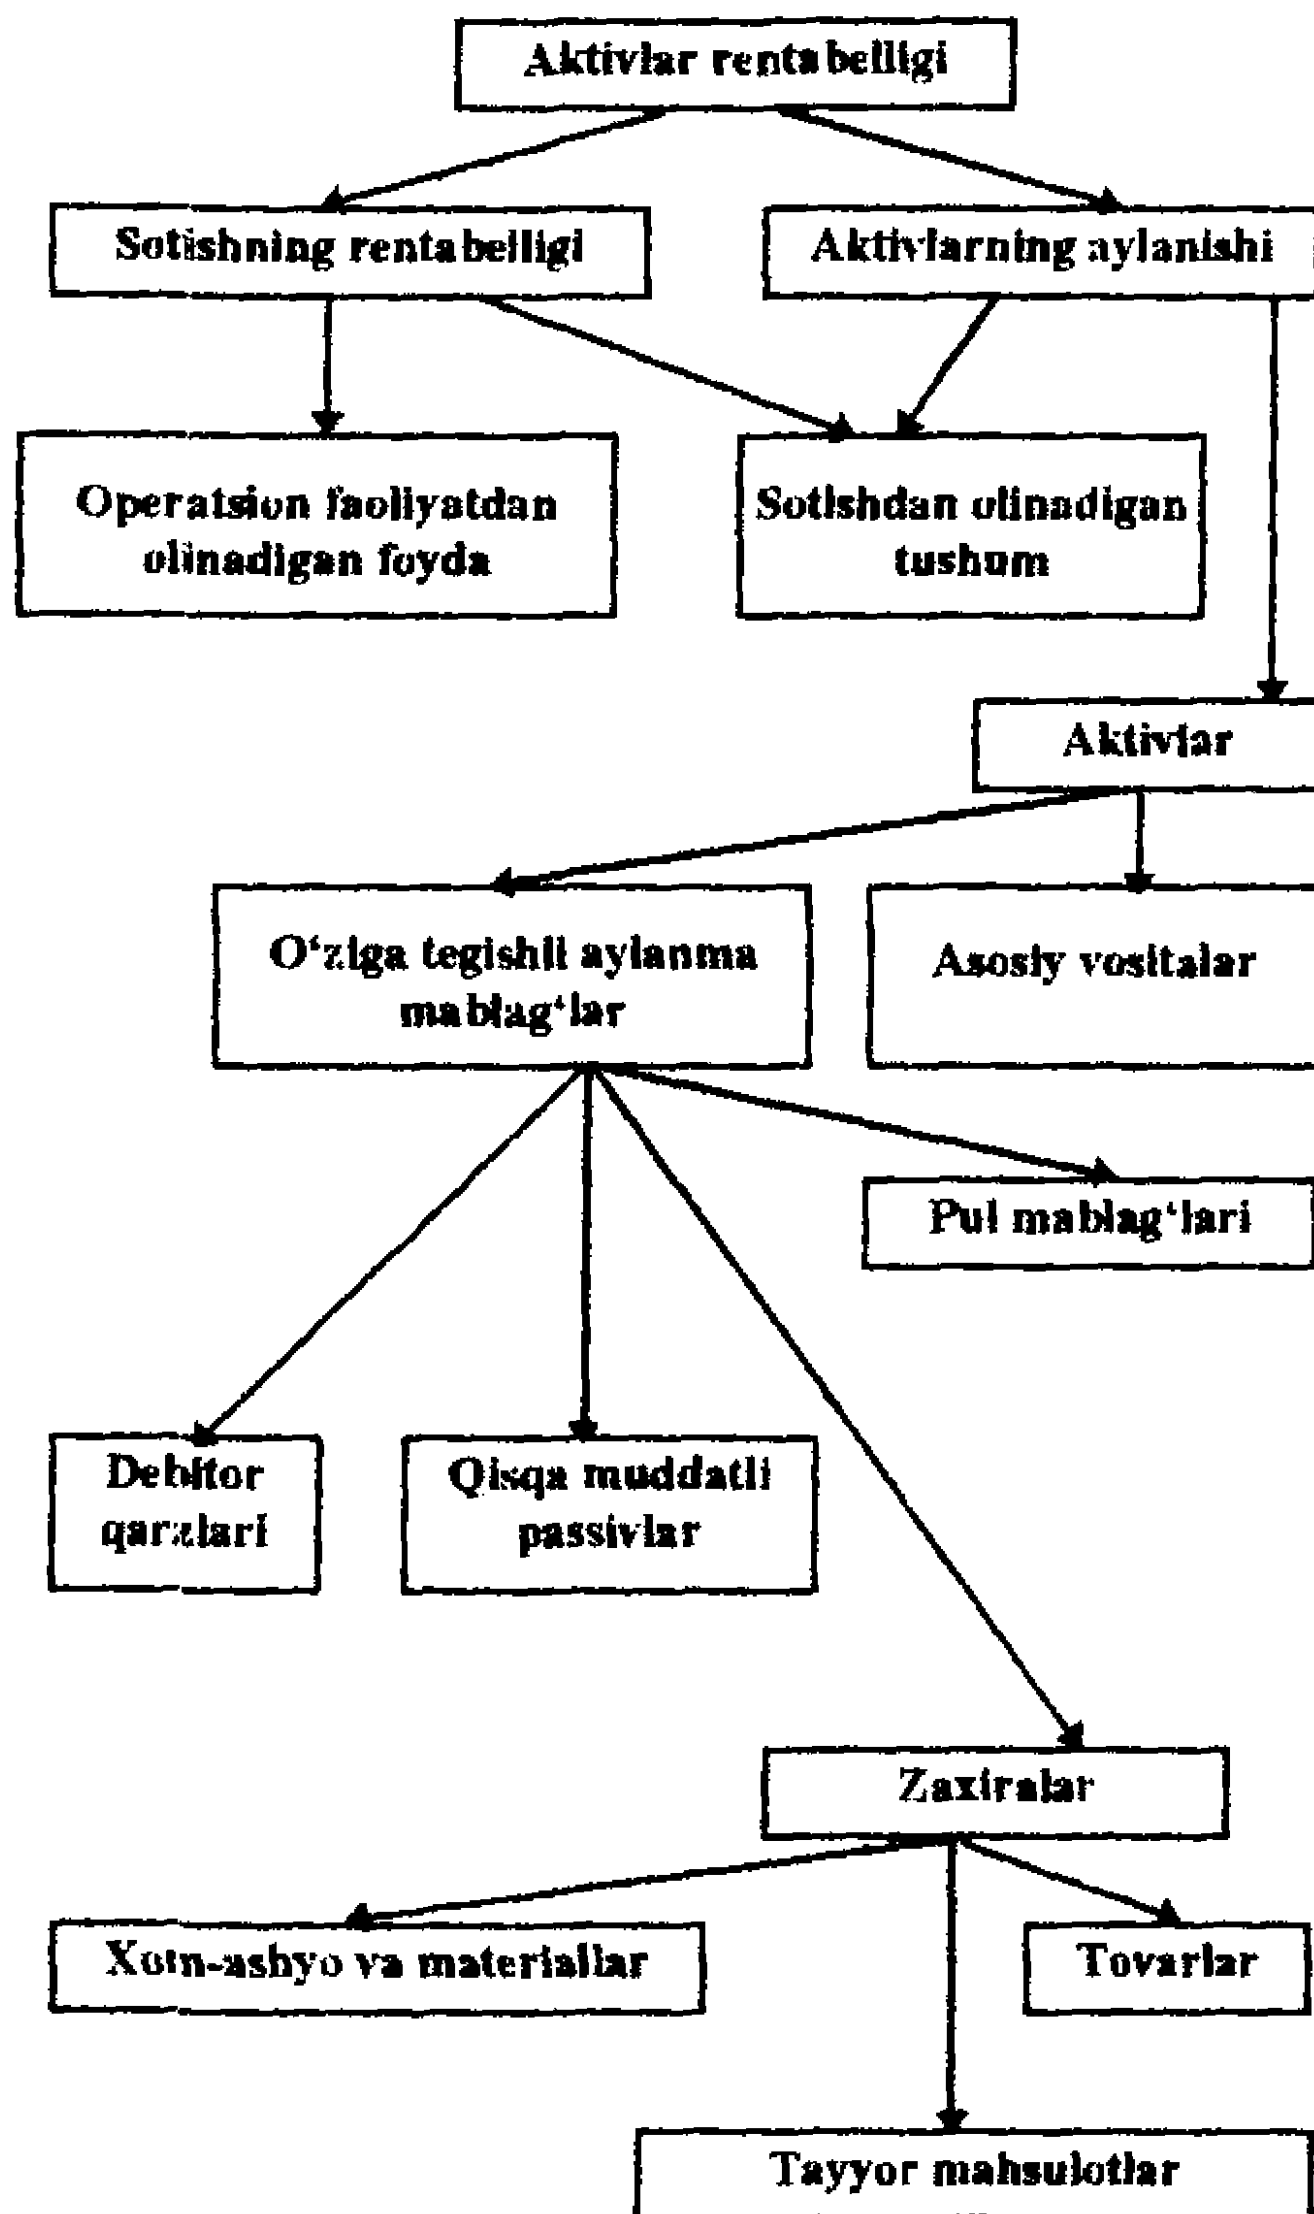 Aktivlar rentabelligi
Sotishning rentabelligi
Aktivlarning aylanishi
Operatsion faoliyatdan
olinadigan foyda
Sotishdan olinadigan
tushum
Aktivlar
O‘ziga tegishli aylanma
mablag‘lar
Asosiy vositalar
Pul mablag‘lari
Debitor
qarzlari
Qisqa muddatli
passivlar
Zaxiralar
Xom-ashyo va materiallar
Tovarlar
Tayyor mahsulotlar